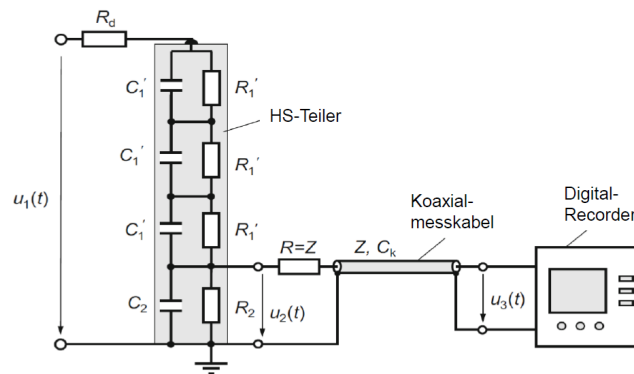 R_d
C_1'
R_1'
HS-Teiler
C_1'
R_1'
u_1(t)
C_1'
R_1'
Koaxial-
messkabel
Digital-
Recorder
R=Z
Z, C_k
C_2
R_2
u_2(t)
u_3(t)